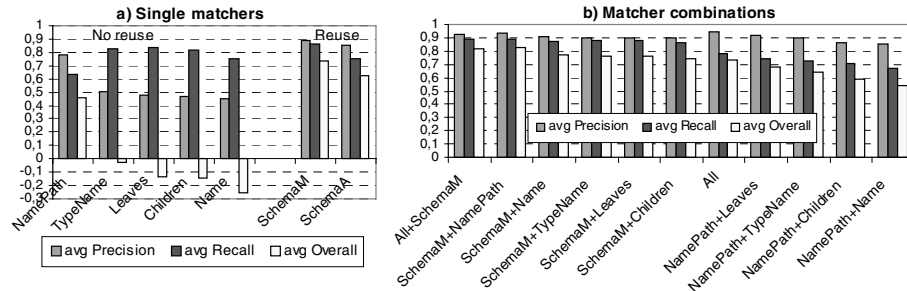 a) Single matchers
No reuse
Reuse
0,9
0,8
0,7
0,6
0,5
0,4
0,3
0,2
0,1
0
-0,1
-0,2
-0,3
NamePath
TypeName
Leaves
Children
Name
SchemaM
SchemaA
avg Precision
avg Recall
avg Overall
b) Matcher combinations
1
0,9
0,8
0,7
0,6
0,5
0,4
0,3
0,2
0,1
0
avg Precision
avg Recall
avg Overall
All+SchemaM
SchemaM+NamePath
SchemaM+Name
SchemaM+TypeName
SchemaM+Leaves
SchemaM+Children
All
NamePath+Leaves
NamePath+TypeName
NamePath+Children
NamePath+Name